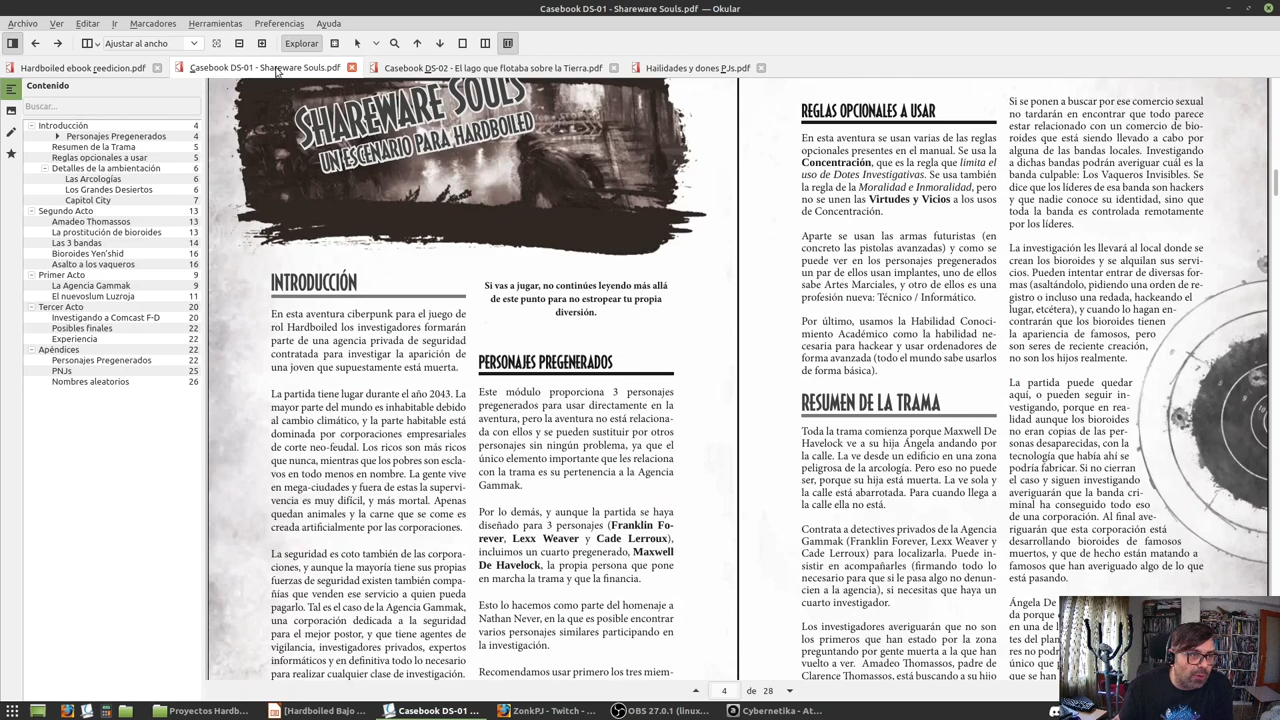 Casebook DS-01 - Shareware Souls.pdf — Okular
Archivo Ver Editar Ir Marcadores Herramientas Preferencias Ayuda
Ajustar al ancho Explorar
Hardboiled ebook reedicion.pdf Casebook DS-01 - Shareware Souls.pdf Casebook DS-02 - El lago que flotaba sobre la Tierra.pdf Hailidades y dones PJs.pdf
Contenido
Buscar...
Introducción 4
Personajes Pregenerados 4
Resumen de la Trama 5
Reglas opcionales a usar 5
Detalles de la ambientación 6
Las Arcologías 6
Los Grandes Desiertos 6
Capitol City 7
Segundo Acto 13
Amadeo Thomassos 13
La prostitución de bioroides 13
Las 3 bandas 14
Bioroides Yen'shid 16
Asalto a los vaqueros 16
Primer Acto 9
La Agencia Gammak 9
El nuevoslum Luzroja 11
Tercer Acto 20
Investigando a Comcast F-D 20
Posibles finales 22
Experiencia 22
Apéndices 22
Personajes Pregenerados 22
PNJs 25
Nombres aleatorios 26
SHAREWARE SOULS
UN ESCENARIO PARA HARDBOILED
INTRODUCCIÓN
En esta aventura ciberpunk para el juego de
rol Hardboiled los investigadores formarán
parte de una agencia privada de seguridad
contratada para investigar la aparición de
una joven que supuestamente está muerta.
La partida tiene lugar durante el año 2043. La
mayor parte del mundo es inhabitable debido
al cambio climático, y la parte habitable está
dominada por corporaciones empresariales
de corte neo-feudal. Los ricos son más ricos
que nunca, mientras que los pobres son escla-
vos en todo menos en nombre. La gente vive
en mega-ciudades y fuera de estas la supervi-
vencia es muy difícil, y más mortal. Apenas
quedan animales y la carne que se come es
creada artificialmente por las corporaciones.
La seguridad es coto también de las corpora-
ciones, y aunque la mayoría tiene sus propias
fuerzas de seguridad existen también compa-
ñías que venden ese servicio a quien pueda
pagarlo. Tal es el caso de la Agencia Gammak,
una corporación dedicada a la seguridad
para el mejor postor, y que tiene agentes de
vigilancia, investigadores privados, expertos
informáticos y en definitiva todo lo necesario
para realizar cualquier clase de investigación.
Si vas a jugar, no continúes leyendo más allá
de este punto para no estropear tu propia
diversión.
PERSONAJES PREGENERADOS
Este módulo proporciona 3 personajes
pregenerados para usar directamente en la
aventura, pero la aventura no está relaciona-
da con ellos y se pueden sustituir por otros
personajes sin ningún problema, ya que el
único elemento importante que les relaciona
con la trama es su pertenencia a la Agencia
Gammak.
Por lo demás, y aunque la partida se haya
diseñado para 3 personajes (Franklin Fo-
rever, Lexx Weaver y Cade Lerroux),
incluimos un cuarto pregenerado, Maxwell
De Havelock, la propia persona que pone
en marcha la trama y que la financia.
Esto lo hacemos como parte del homenaje a
Nathan Never, en la que es posible encontrar
varios personajes similares participando en
la investigación.
Recomendamos usar primero los tres miem-
REGLAS OPCIONALES A USAR
En esta aventura se usan varias de las reglas
opcionales presentes en el manual. Se usa la
Concentración, que es la regla que limita el
uso de Dotes Investigativas. Se usa también
la regla de la Moralidad e Inmoralidad, pero
no se unen las Virtudes y Vicios a los usos
de Concentración.
Aparte se usan las armas futuristas (en
concreto las pistolas avanzadas) y como se
puede ver en los personajes pregenerados
un par de ellos usan implantes, uno de ellos
sabe Artes Marciales, y otro de ellos es una
profesión nueva: Técnico / Informático.
Por último, usamos la Habilidad Conoci-
miento Académico como la habilidad ne-
cesaria para hackear y usar ordenadores de
forma avanzada (todo el mundo sabe usarlos
de forma básica).
RESUMEN DE LA TRAMA
Toda la trama comienza porque Maxwell De
Havelock ve a su hija Ángela andando por
la calle. La ve desde un edificio en una zona
peligrosa de la arcología. Pero eso no puede
ser, porque su hija está muerta. La ve sola y
la calle está abarrotada. Para cuando llega a
la calle ella no está.
Contrata a detectives privados de la Agencia
Gammak (Franklin Forever, Lexx Weaver y
Cade Lerroux) para localizarla. Puede in-
sistir en acompañarles (firmando todo lo
necesario para que si le pasa algo no denun-
cien a la agencia), si necesitas que haya un
cuarto investigador.
Los investigadores averiguarán que no son
los primeros que han estado por la zona
preguntando por gente muerta a la que han
vuelto a ver. Amadeo Thomassos, padre de
Clarence Thomassos, está buscando a su hijo
Si se ponen a buscar por ese comercio sexual
no tardarán en encontrar que todo parece
estar relacionado con un comercio de bio-
roides que está siendo llevado a cabo por
alguna de las bandas locales. Investigando
a dichas bandas podrán averiguar cuál es la
banda culpable: Los Vaqueros Invisibles. Se
dice que los líderes de esa banda son hackers
y que nadie conoce su identidad, sino que
toda la banda es controlada remotamente
por los líderes.
La investigación les llevará al local donde se
crean los bioroides y se alquilan sus servi-
cios. Pueden intentar entrar de diversas for-
mas (asaltándolo, pidiendo una orden de re-
gistro o incluso una redada, hackeando el
lugar, etcétera), y cuando lo hagan en-
contrarán que los bioroides tienen
la apariencia de famosos, pero
son seres de reciente creación,
no son los hijos realmente.
La partida puede quedar
aquí, o pueden seguir in-
vestigando, porque en rea-
lidad aunque los bioroides
no eran copias de las per-
sonas desaparecidas, con la
tecnología que había ahí se
podría fabricar. Si no cierran
el caso y siguen investigando
averiguarán que la banda cri-
minal ha conseguido todo eso
de una corporación. Al final ave-
riguarán que esta corporación está
desarrollando bioroides de famosos
muertos, y que de hecho están matando a
famosos que han averiguado algo de lo que
está pasando.
Ángela De
da porque
en una de l
tes del plan
res no podr
único que
que se han
4 de 28
Proyectos Hardb... [Hardboiled Bajo ... Casebook DS-01 ... ZonkPJ - Twitch - ... OBS 27.0.1 (linux... Cybernetika - At...